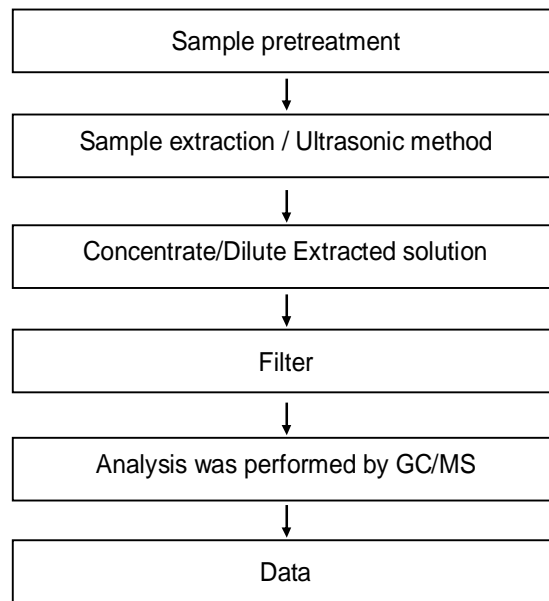 Sample pretreatment
Sample extraction / Ultrasonic method
Concentrate/Dilute Extracted solution
Filter
Analysis was performed by GC/MS
Data